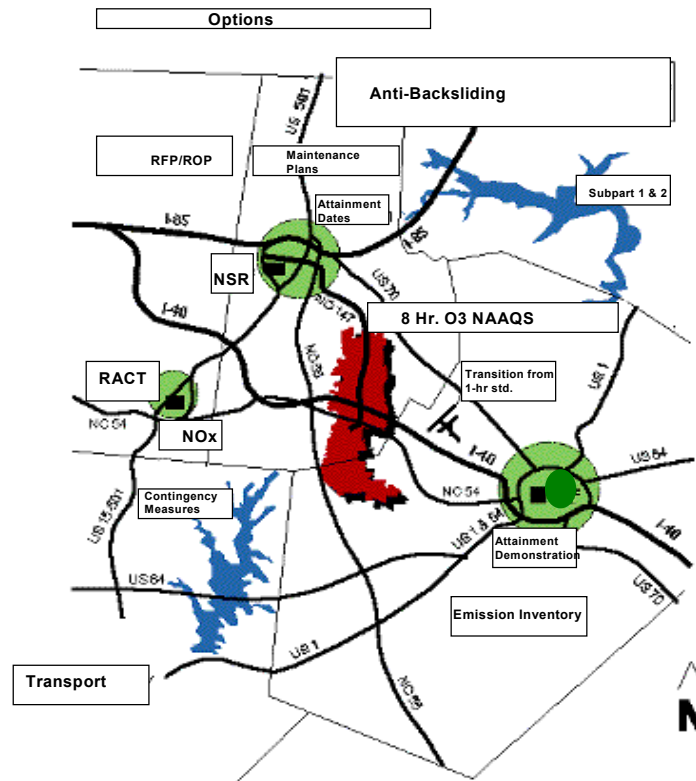 Options
Anti-Backsliding
US 501
RFP/ROP
Maintenance
Plans
Subpart 1 & 2
Attainment
Dates
I-85
I-85
NSR
US 70
I-40
NC 147
8 Hr. O3 NAAQS
RACT
Transition from
1-hr std.
US 1
NOx
NC 54
I-40
US 64
Contingency
Measures
NC 54
US 15-501
US 1 & 64
I-40
Attainment
Demonstration
US 64
US 70
Emission Inventory
US 1
Transport
N